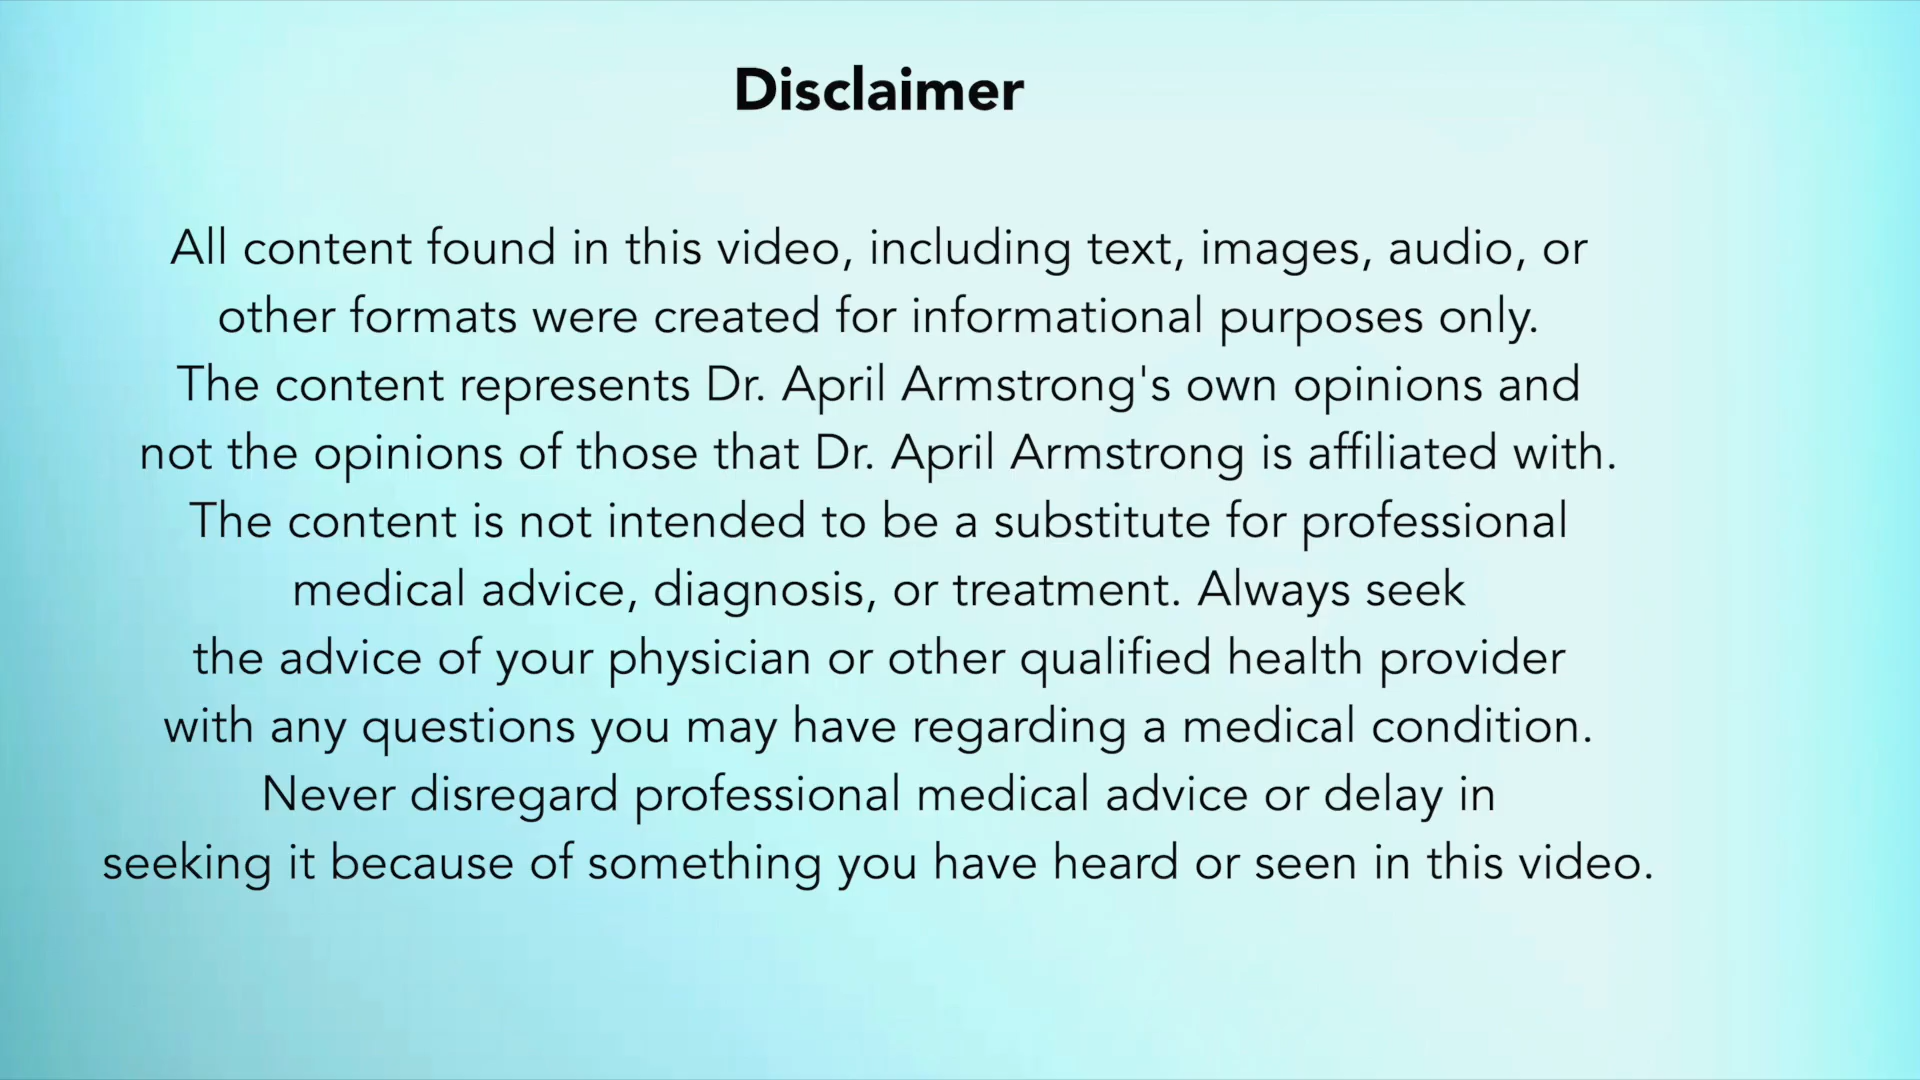 Disclaimer
All content found in this video, including text, images, audio, or
other formats were created for informational purposes only.
The content represents Dr. April Armstrong's own opinions and
not the opinions of those that Dr. April Armstrong is affiliated with.
The content is not intended to be a substitute for professional
medical advice, diagnosis, or treatment. Always seek
the advice of your physician or other qualified health provider
with any questions you may have regarding a medical condition.
Never disregard professional medical advice or delay in
seeking it because of something you have heard or seen in this video.